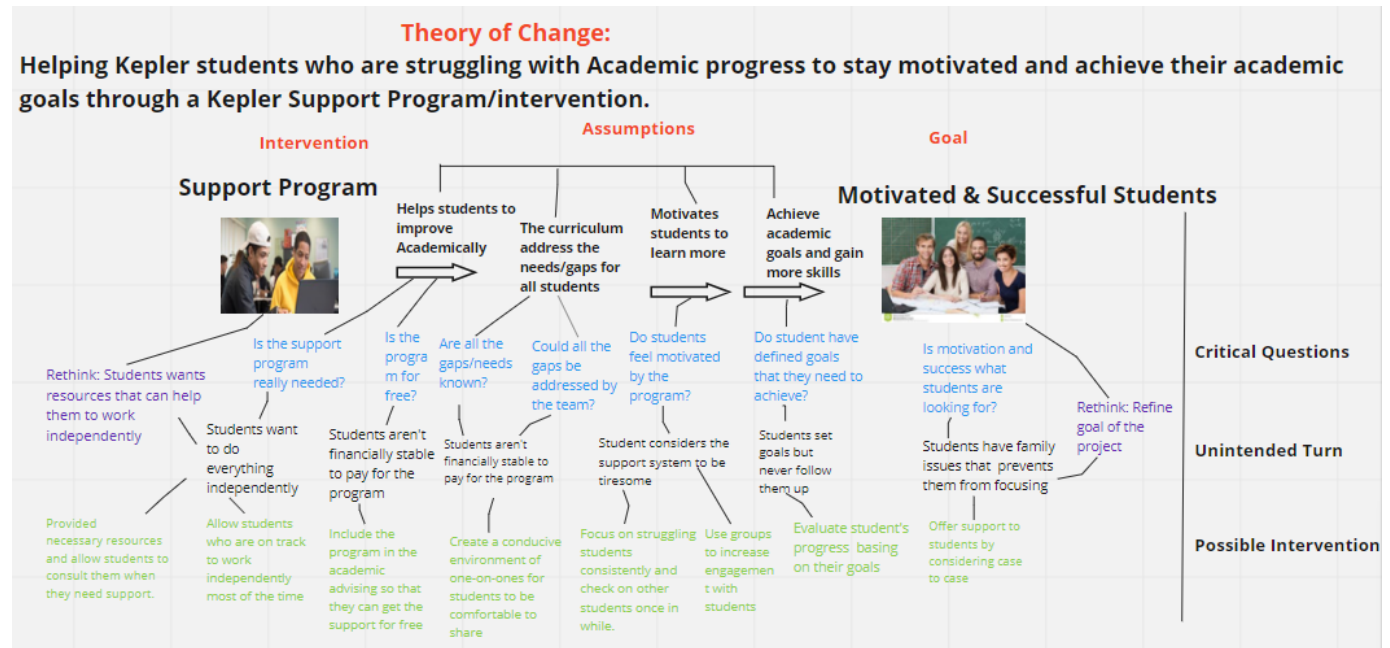 Theory of Change:
Helping Kepler students who are struggling with Academic progress to stay motivated and achieve their academic
goals through a Kepler Support Program/intervention.
Intervention
Assumptions
Goal
Support Program
Motivated & Successful Students
Helps students to
improve
Academically
The curriculum
address the
needs/gaps for
all students
Motivates
students to
learn more
Achieve
academic
goals and gain
more skills
Rethink: Students wants
resources that can help
them to work
independently
Is the support
program
really needed?
Is the
progra
m for
free?
Are all the
gaps/needs
known?
Could all the
gaps be
addressed by
the team?
Do students
feel motivated
by the
program?
Do student have
defined goals
that they need to
achieve?
Is motivation and
success what
students are
looking for?
Rethink: Refine
goal of the
project
Critical Questions
Students want
to do
everything
independently
Students aren't
financially stable
to pay for the
program
Students aren't
financially stable to
pay for the program
Student considers the
support system to be
tiresome
Students set
goals but
never follow
them up
Students have family
issues that prevents
them from focusing
Unintended Turn
Provided
necessary resources
and allow students to
consult them when
they need support.
Allow students
who are on track
to work
independently
most of the time
Include the
program in the
academic
advising so that
they can get the
support for free
Create a conducive
environment of
one-on-ones for
students to be
comfortable to
share
Focus on struggling
students
consistently and
check on other
students once in
while.
Use groups
to increase
engagemen
t with
students
Evaluate student's
progress basing
on their goals
Offer support to
students by
considering case
to case
Possible Intervention